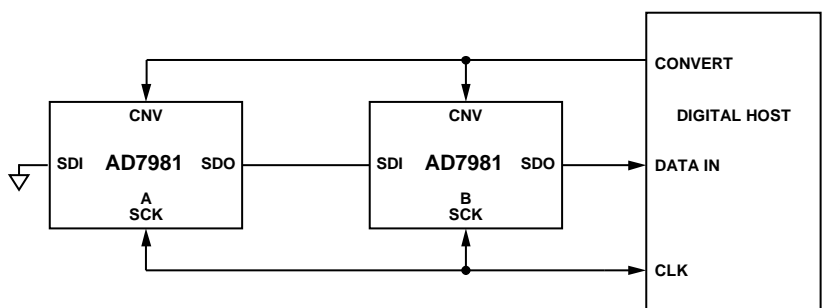 CONVERT
CNV
CNV
DIGITAL HOST
SDI AD7981 SDO
SDI AD7981 SDO
DATA IN
A
SCK
B
SCK
CLK